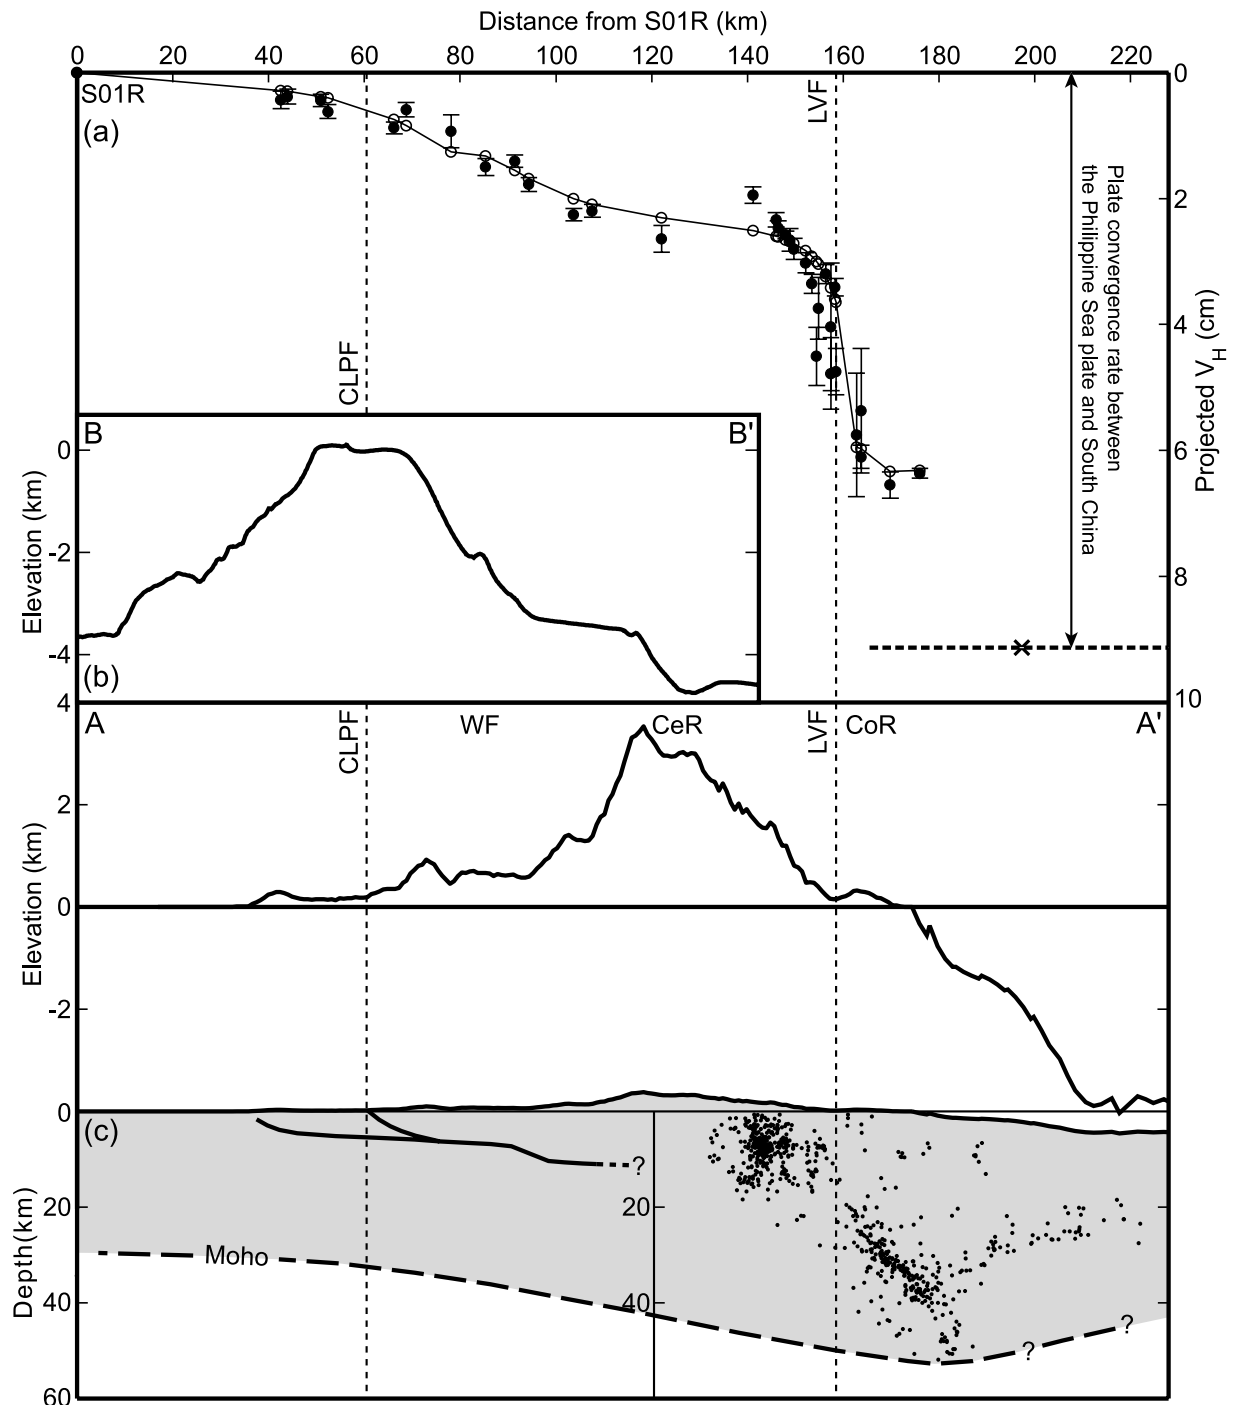 Distance from S01R (km)
0 20 40 60 80 100 120 140 160 180 200 220
S01R
(a)
CLPF
LVF
0
2
4
6
8
10
Projected V_H (cm)
Plate convergence rate between
the Philippine Sea plate and South China
B B'
0
-2
-4
Elevation (km)
(b)
4
A CLPF WF CeR LVF CoR A'
2
0
-2
Elevation (km)
0
(c)
?
20
20
Moho
40
40
? ?
60
Depth(km)